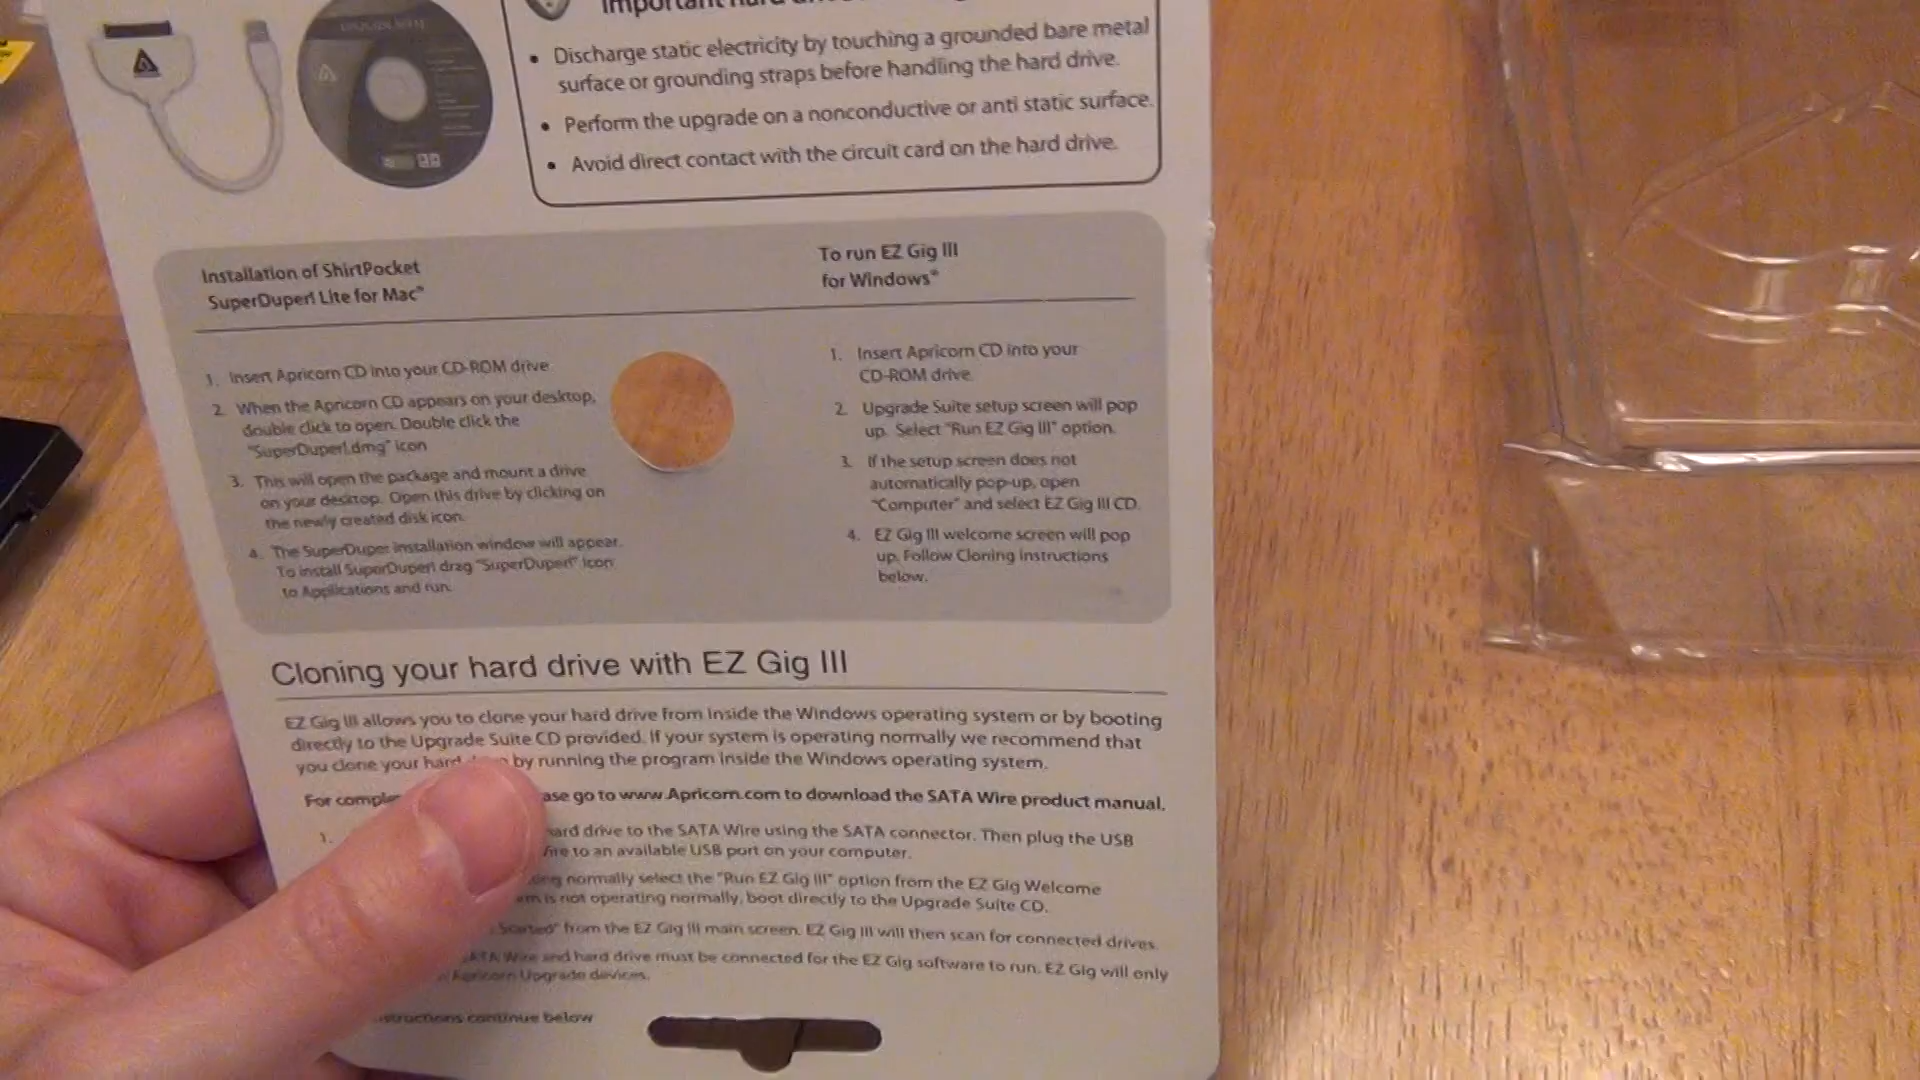 Important
Discharge static electricity by touching a grounded bare metal
surface or grounding straps before handling the hard drive.
Perform the upgrade on a nonconductive or anti static surface.
Avoid direct contact with the circuit card on the hard drive.
Installation of ShirtPocket
SuperDuper! Lite for Mac®
1. Insert Apricorn CD into your CD-ROM drive
2. When the Apricorn CD appears on your desktop,
double click to open. Double click the
"SuperDuper!.dmg" icon
3. This will open the package and mount a drive
on your desktop. Open this drive by clicking on
the newly created disk icon.
4. The SuperDuper installation window will appear.
To install SuperDuper! drag "SuperDuper!" icon
to Applications and run.
To run EZ Gig III
for Windows®
1. Insert Apricorn CD into your
CD-ROM drive.
2. Upgrade Suite setup screen will pop
up. Select "Run EZ Gig III" option.
3. If the setup screen does not
automatically pop-up, open
"Computer" and select EZ Gig III CD.
4. EZ Gig III welcome screen will pop
up. Follow Cloning instructions
below.
Cloning your hard drive with EZ Gig III
EZ Gig III allows you to clone your hard drive from inside the Windows operating system or by booting
directly to the Upgrade Suite CD provided. If your system is operating normally we recommend that
you clone your hard by running the program inside the Windows operating system.
For go to www.Apricorn.com to download the SATA Wire product manual.
1. hard drive to the SATA Wire using the SATA connector. Then plug the USB
to an available USB port on your computer.
normally select the "Run EZ Gig III" option from the EZ Gig Welcome
is not operating normally, boot directly to the Upgrade Suite CD.
Started" from the EZ Gig III main screen. EZ Gig III will then scan for connected drives.
SATA Wire and hard drive must be connected for the EZ Gig software to run. EZ Gig will only
Apricorn Upgrade devices.
continue below